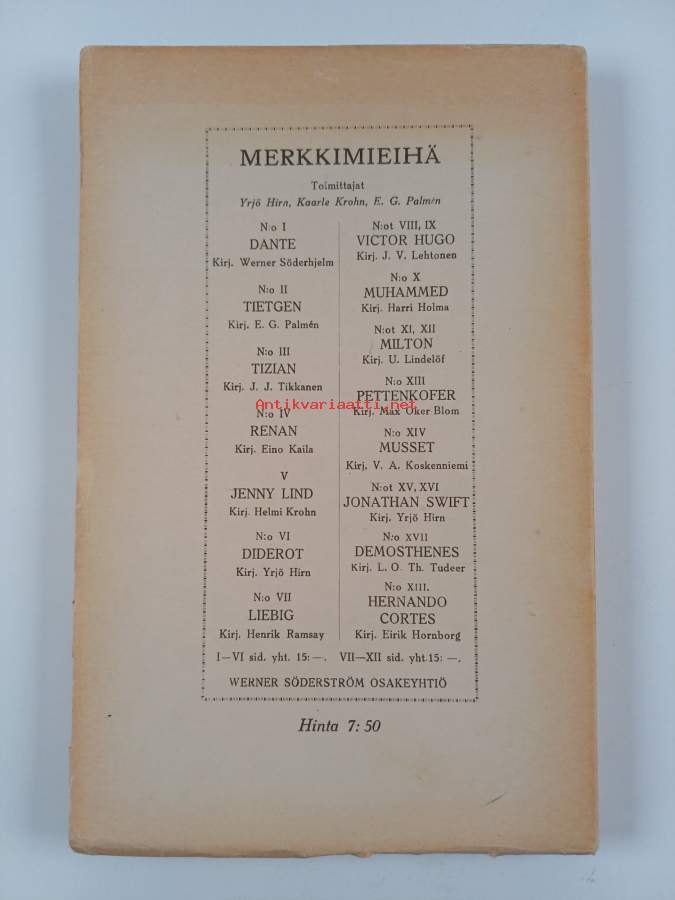 MERKKIMIEIHÄ
Toimittajat
Yrjö Hirn, Kaarle Krohn, E. G. Palmén
N:o I
DANTE
Kirj. Werner Söderhjelm
N:o II
TIETGEN
Kirj. E. G. Palmén
N:o III
TIZIAN
Kirj. J. J. Tikkanen
N:o IV
RENAN
Kirj. Eino Kaila
V
JENNY LIND
Kirj. Helmi Krohn
N:o VI
DIDEROT
Kirj. Yrjö Hirn
N:o VII
LIEBIG
Kirj. Henrik Ramsay
N:ot VIII, IX
VICTOR HUGO
Kirj. J. V. Lehtonen
N:o X
MUHAMMED
Kirj. Harri Holma
N:ot XI, XII
MILTON
Kirj. U. Lindelöf
N:o XIII
PETTENKOFER
Kirj. Max Oker Blom
N:o XIV
MUSSET
Kirj. V. A. Koskenniemi
N:ot XV, XVI
JONATHAN SWIFT
Kirj. Yrjö Hirn
N:o XVII
DEMOSTHENES
Kirj. L. O. Th. Tudeer
N:o XIII.
HERNANDO
CORTES
Kirj. Eirik Hornborg
I—VI sid. yht. 15:—. VII—XII sid. yht. 15: —.
WERNER SÖDERSTRÖM OSAKEYHTIÖ
Hinta 7: 50
Antikvariaatti.net